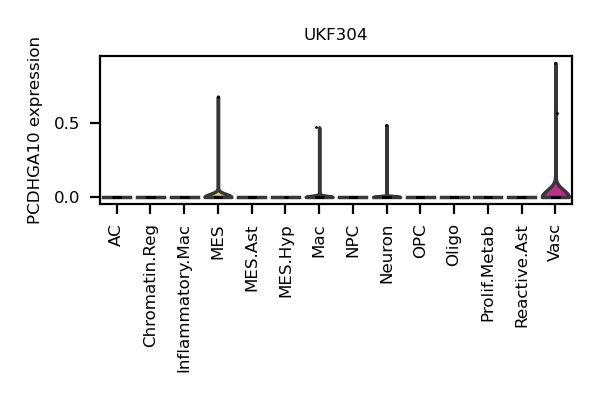 UKF304
PCDHGA10 expression
0.5
0.0
AC
Chromatin.Reg
Inflammatory.Mac
MES
MES.Ast
MES.Hyp
Mac
NPC
Neuron
OPC
Oligo
Prolif.Metab
Reactive.Ast
Vasc